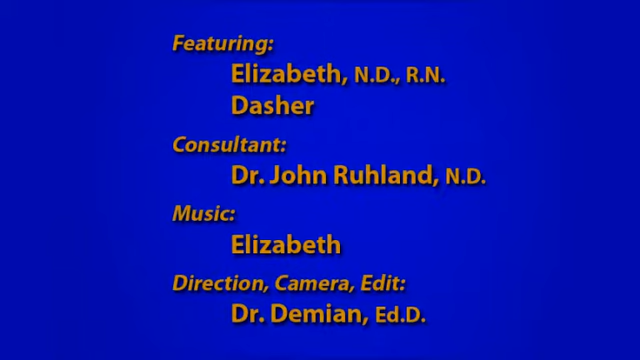 Featuring:
Elizabeth, N.D., R.N.
Dasher
Consultant:
Dr. John Ruhland, N.D.
Music:
Elizabeth
Direction, Camera, Edit:
Dr. Demian, Ed.D.